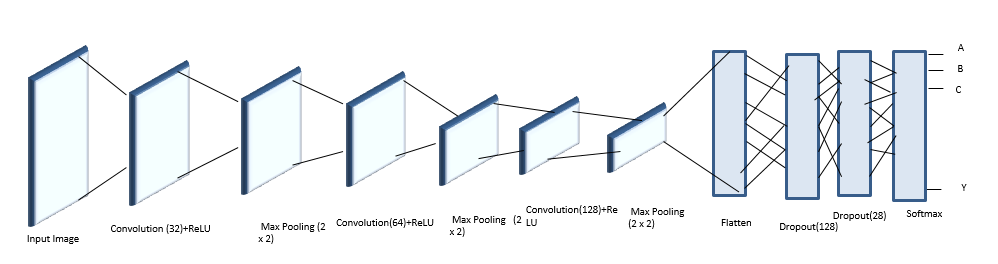 Input Image
Convolution (32)+ReLU
Max Pooling (2
x 2)
Convolution(64)+ReLU
Max Pooling (2
x 2)
Convolution(128)+Re
LU
Max Pooling
(2 x 2)
Flatten
Dropout(128)
Dropout(28)
Softmax
A
B
C
Y